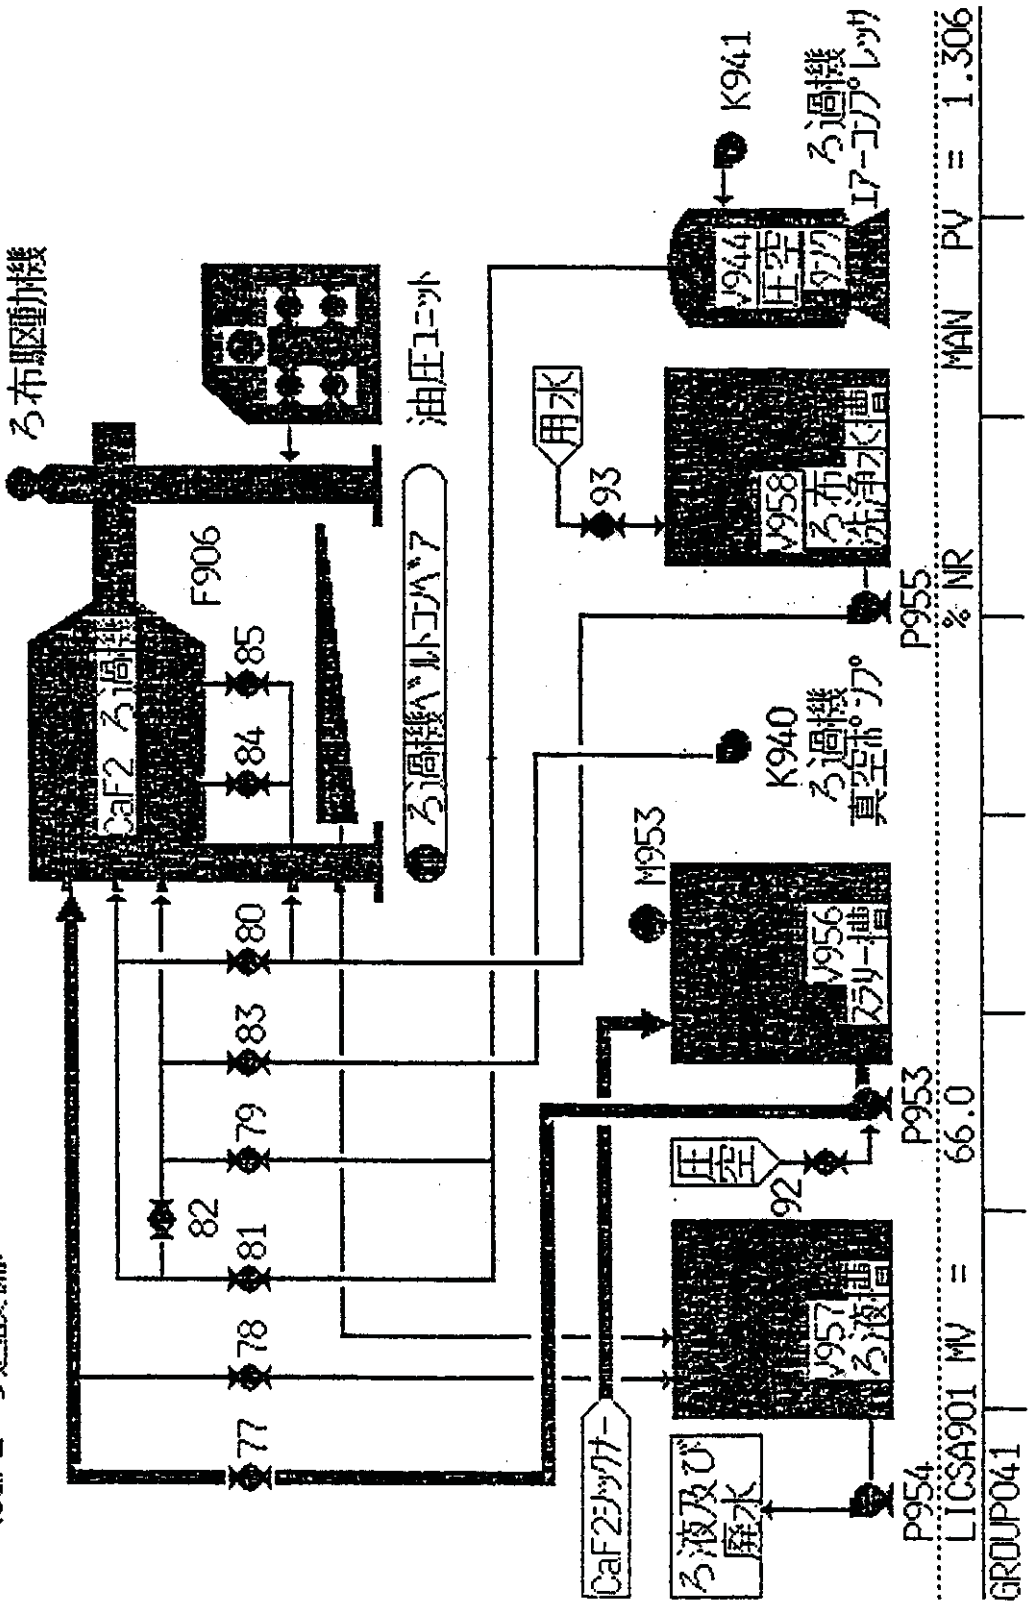 ろ布駆動機
CaF2 ろ過機
F906
85
84
油圧ユニット
ろ過機ベルトコンベア
80
83
79
82
81
78
77
用水
93
K941
V944
圧空
タンク
ろ過機
エアーコンプレッサ
V958
ろ布
洗浄水槽
P955
K940
ろ過機
真空ポンプ
M953
V956
スラリー槽
P953
圧空
92
V957
ろ液槽
CaF2シックナー
ろ液及び
廃水
P954
LICSA901 MV = 66.0 % NR MAN PV = 1.306
GROUP041